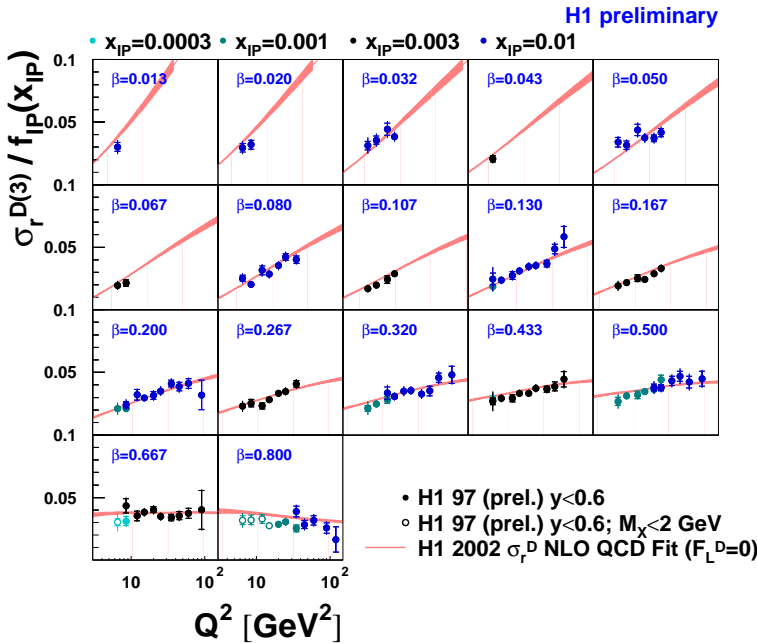 H1 preliminary
x_IP=0.0003 x_IP=0.001 x_IP=0.003 x_IP=0.01
σ_r^D(3) / f_IP(x_IP)
0.1
β=0.013 β=0.020 β=0.032 β=0.043 β=0.050
0.05
0.1
β=0.067 β=0.080 β=0.107 β=0.130 β=0.167
0.05
0.1
β=0.200 β=0.267 β=0.320 β=0.433 β=0.500
0.05
0.1
β=0.667 β=0.800
0.05
10 10^2 10 10^2
Q^2 [GeV^2]
H1 97 (prel.) y<0.6
H1 97 (prel.) y<0.6; M_X<2 GeV
H1 2002 σ_r^D NLO QCD Fit (F_L^D=0)